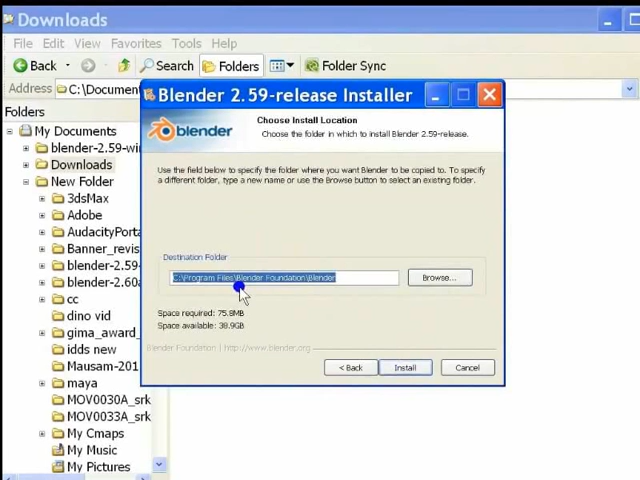 Downloads
File Edit View Favorites Tools Help
Back Search Folders Folder Sync
Address C:\Document
Folders
My Documents
blender-2.59-wi
Downloads
New Folder
3dsMax
Adobe
AudacityPorta
Banner_revis
blender-2.59-
blender-2.60a
cc
dino vid
gima_award_
idds new
Mausam-201
maya
MOV0030A_srk
MOV0033A_srk
My Cmaps
My Music
My Pictures
Blender 2.59-release Installer
blender
Choose Install Location
Choose the folder in which to install Blender 2.59-release.
Use the field below to specify the folder where you want Blender to be copied to. To specify
a different folder, type a new name or use the Browse button to select an existing folder.
Destination Folder
C:\Program Files\Blender Foundation\Blender
Browse...
Space required: 75.8MB
Space available: 38.9GB
Blender Foundation | http://www.blender.org
< Back Install Cancel